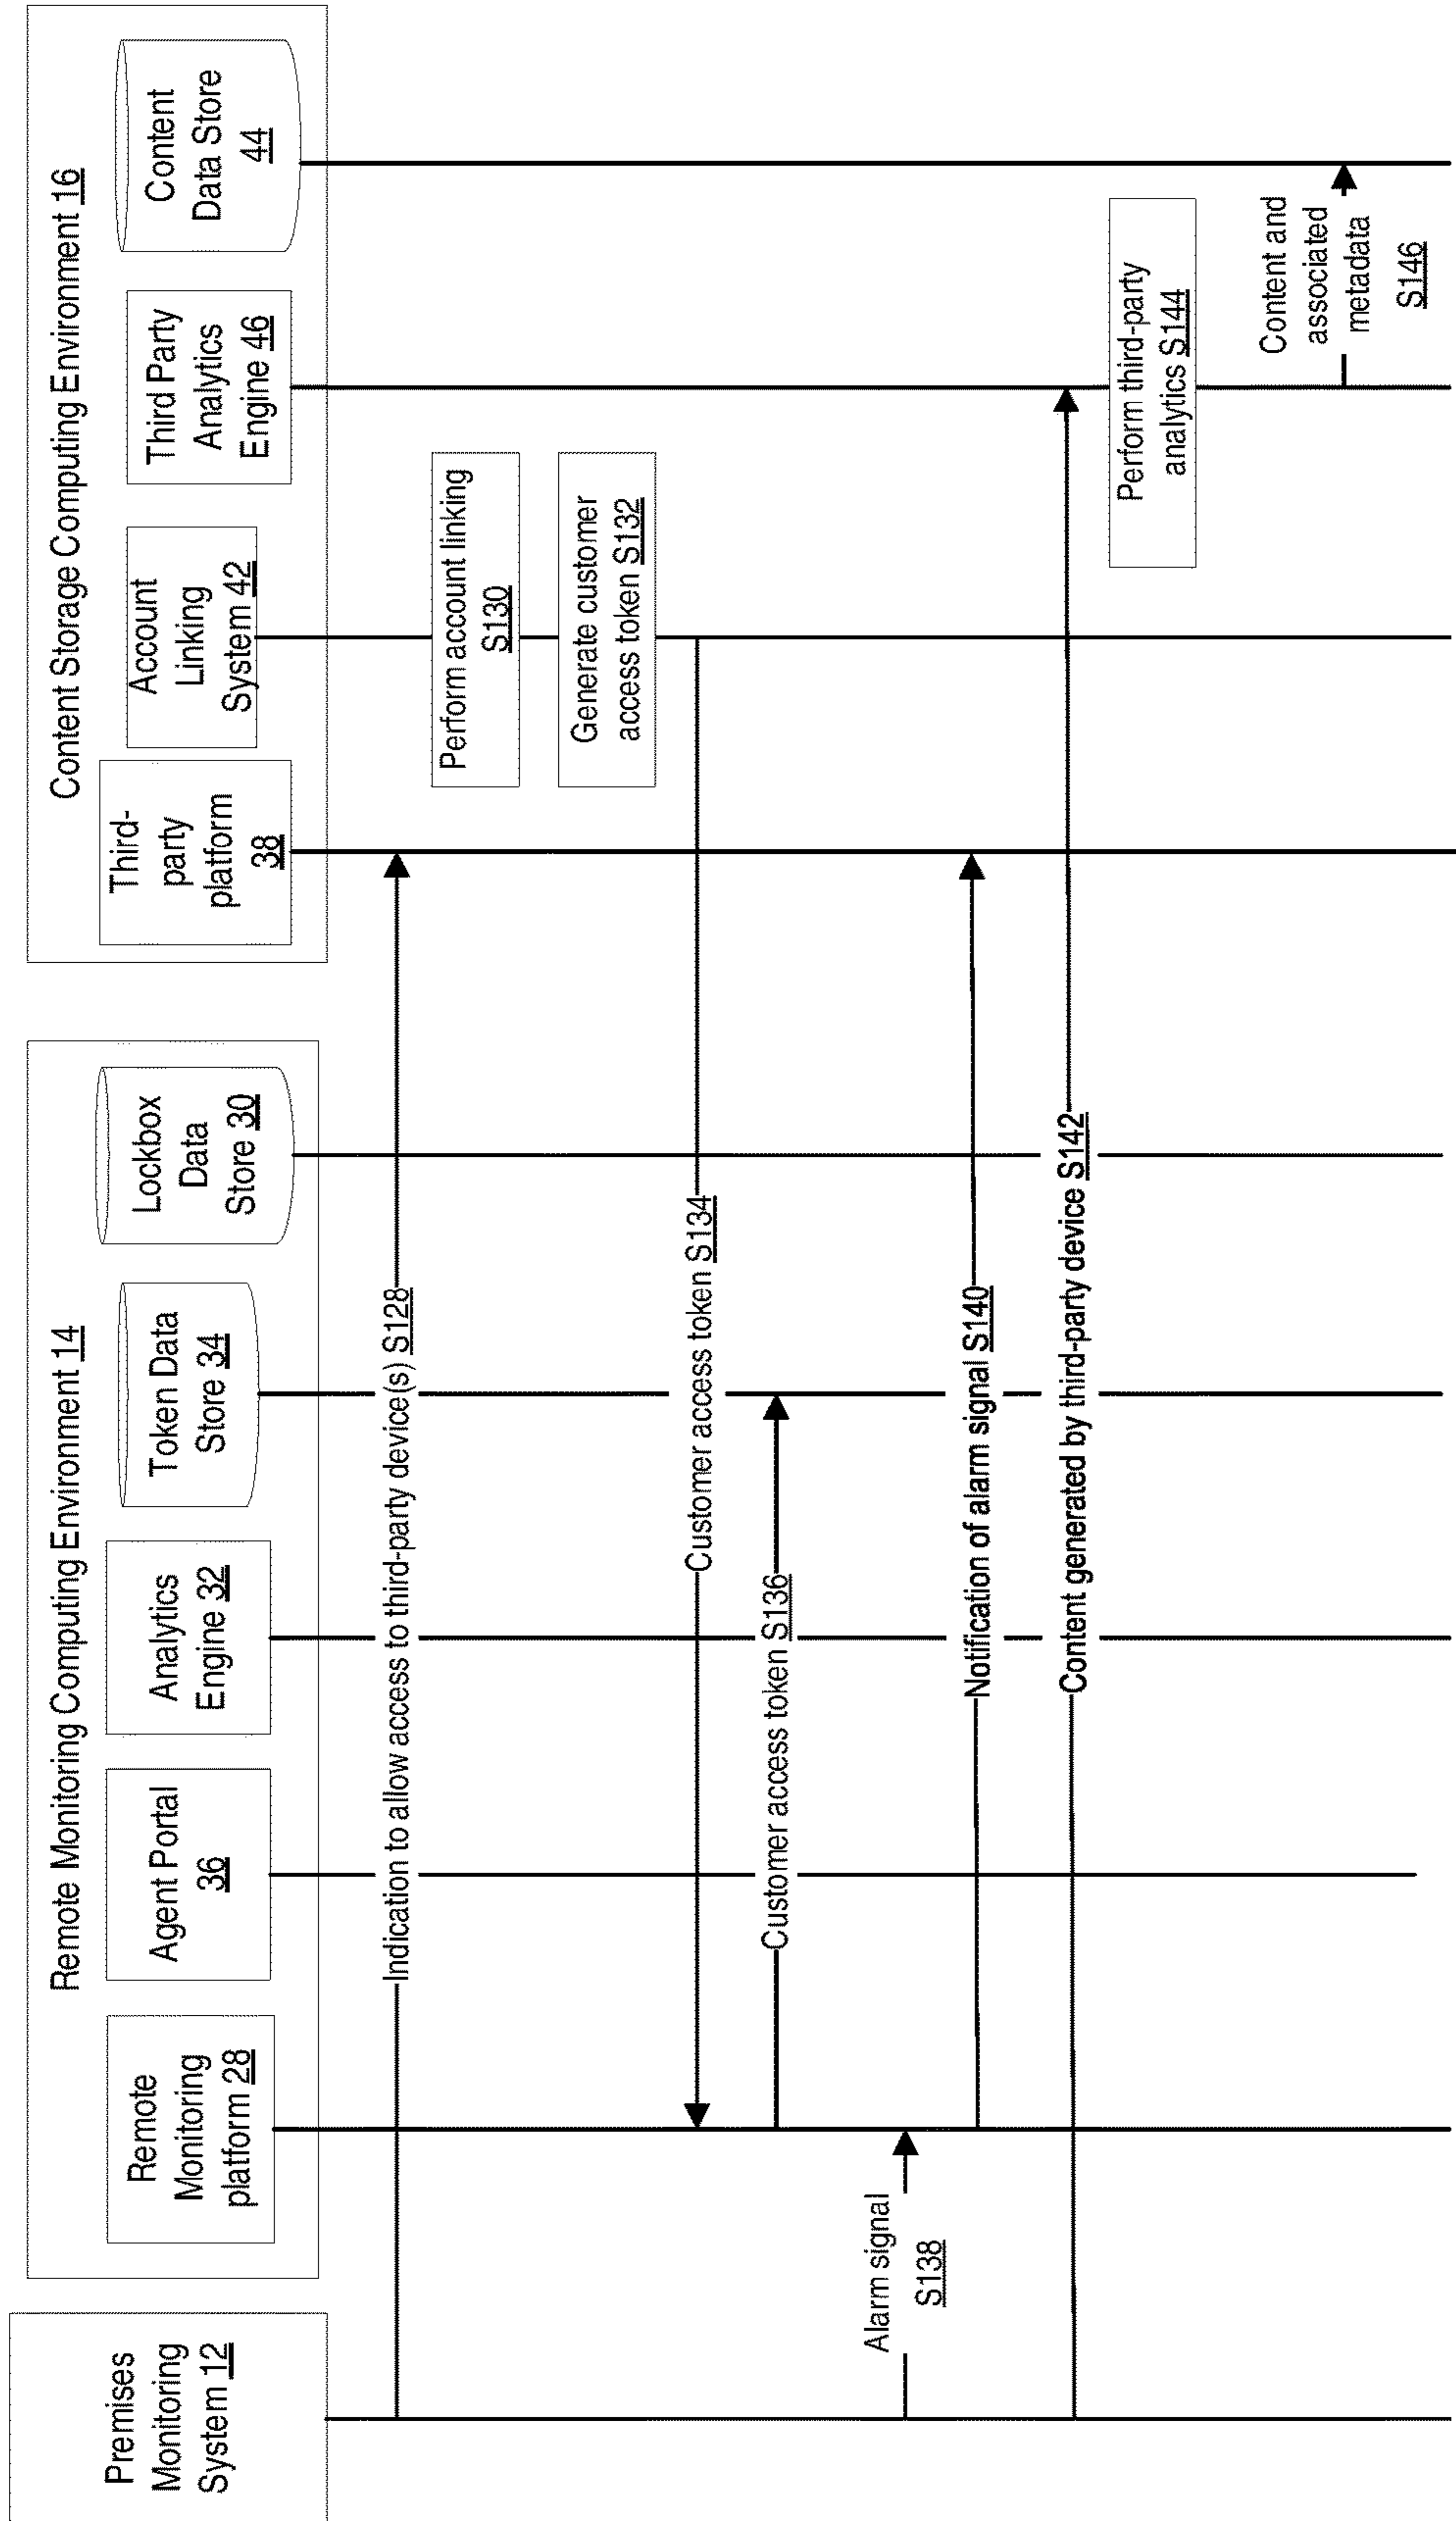 Premises
Monitoring
System 12
Remote Monitoring Computing Environment 14
Remote
Monitoring
platform 28
Agent Portal
36
Analytics
Engine 32
Token Data
Store 34
Lockbox
Data
Store 30
Content Storage Computing Environment 16
Third-
party
platform
38
Account
Linking
System 42
Third Party
Analytics
Engine 46
Content
Data Store
44
Indication to allow access to third-party device(s) S128
Perform account linking
S130
Generate customer
access token S132
Customer access token S134
Customer access token S136
Alarm signal
S138
Notification of alarm signal S140
Content generated by third-party device S142
Perform third-party
analytics S144
Content and
associated
metadata
S146